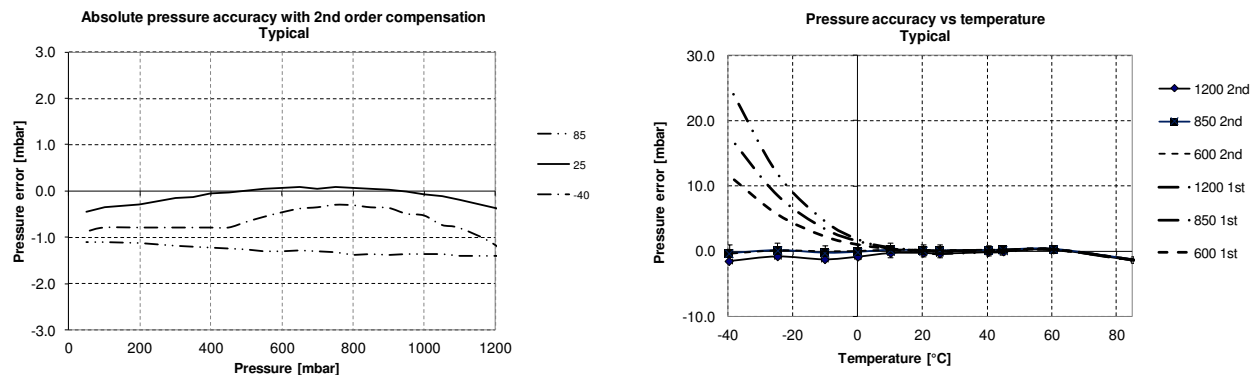 Absolute pressure accuracy with 2nd order compensation
Typical
3.0
2.0
1.0
0.0
-1.0
-2.0
-3.0
Pressure error [mbar]
0 200 400 600 800 1000 1200
Pressure [mbar]
85
25
-40
Pressure accuracy vs temperature
Typical
30.0
20.0
10.0
0.0
-10.0
Pressure error [mbar]
-40 -20 0 20 40 60 80
Temperature [°C]
1200 2nd
850 2nd
600 2nd
1200 1st
850 1st
600 1st